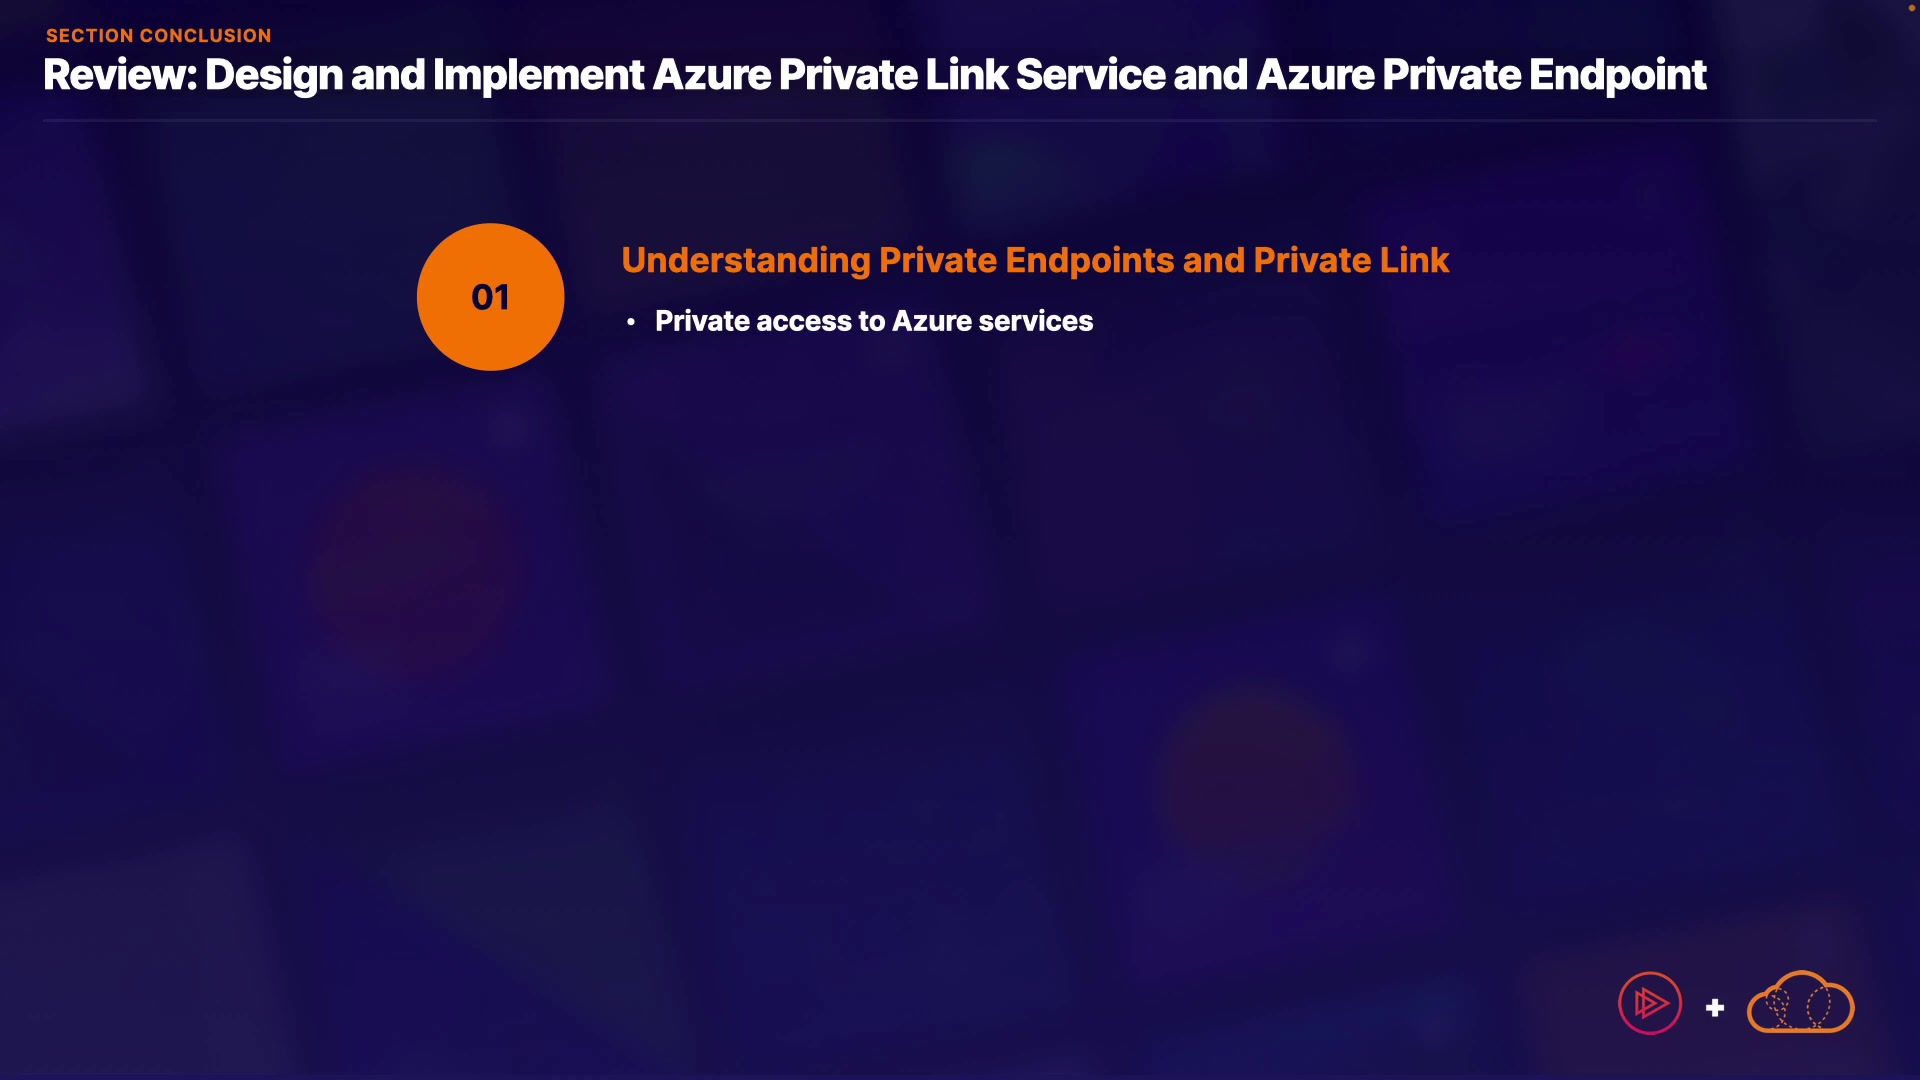 SECTION CONCLUSION
Review: Design and Implement Azure Private Link Service and Azure Private Endpoint
01
Understanding Private Endpoints and Private Link
• Private access to Azure services
+